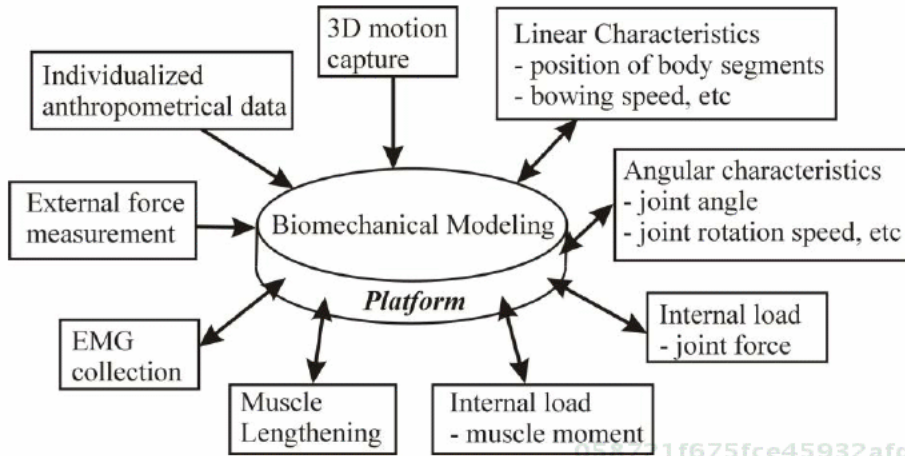 3D motion
capture
Linear Characteristics
- position of body segments
- bowing speed, etc
Individualized
anthropometrical data
Angular characteristics
- joint angle
- joint rotation speed, etc
External force
measurement
Biomechanical Modeling
Platform
Internal load
- joint force
EMG
collection
Muscle
Lengthening
Internal load
- muscle moment